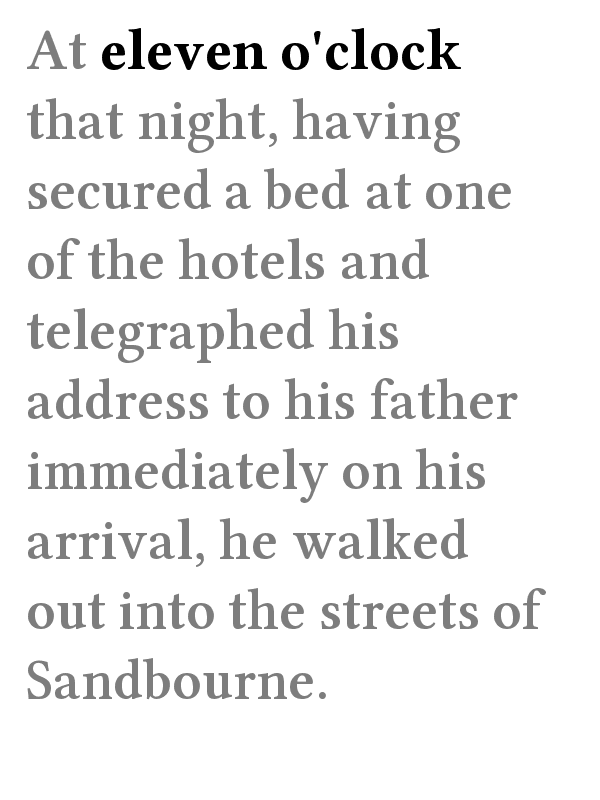 At eleven o'clock
that night, having
secured a bed at one
of the hotels and
telegraphed his
address to his father
immediately on his
arrival, he walked
out into the streets of
Sandbourne.